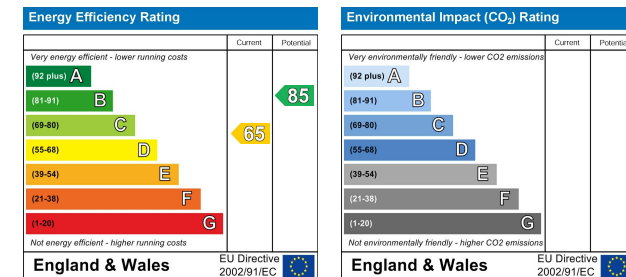 Energy Efficiency Rating
Current Potential
Very energy efficient - lower running costs
(92 plus) A
(81-91) B
85
(69-80) C
65
(55-68) D
(39-54) E
(21-38) F
(1-20) G
Not energy efficient - higher running costs
England & Wales
EU Directive
2002/91/EC
Environmental Impact (CO₂) Rating
Current Potential
Very environmentally friendly - lower CO2 emissions
(92 plus) A
(81-91) B
(69-80) C
(55-68) D
(39-54) E
(21-38) F
(1-20) G
Not environmentally friendly - higher CO2 emissions
England & Wales
EU Directive
2002/91/EC